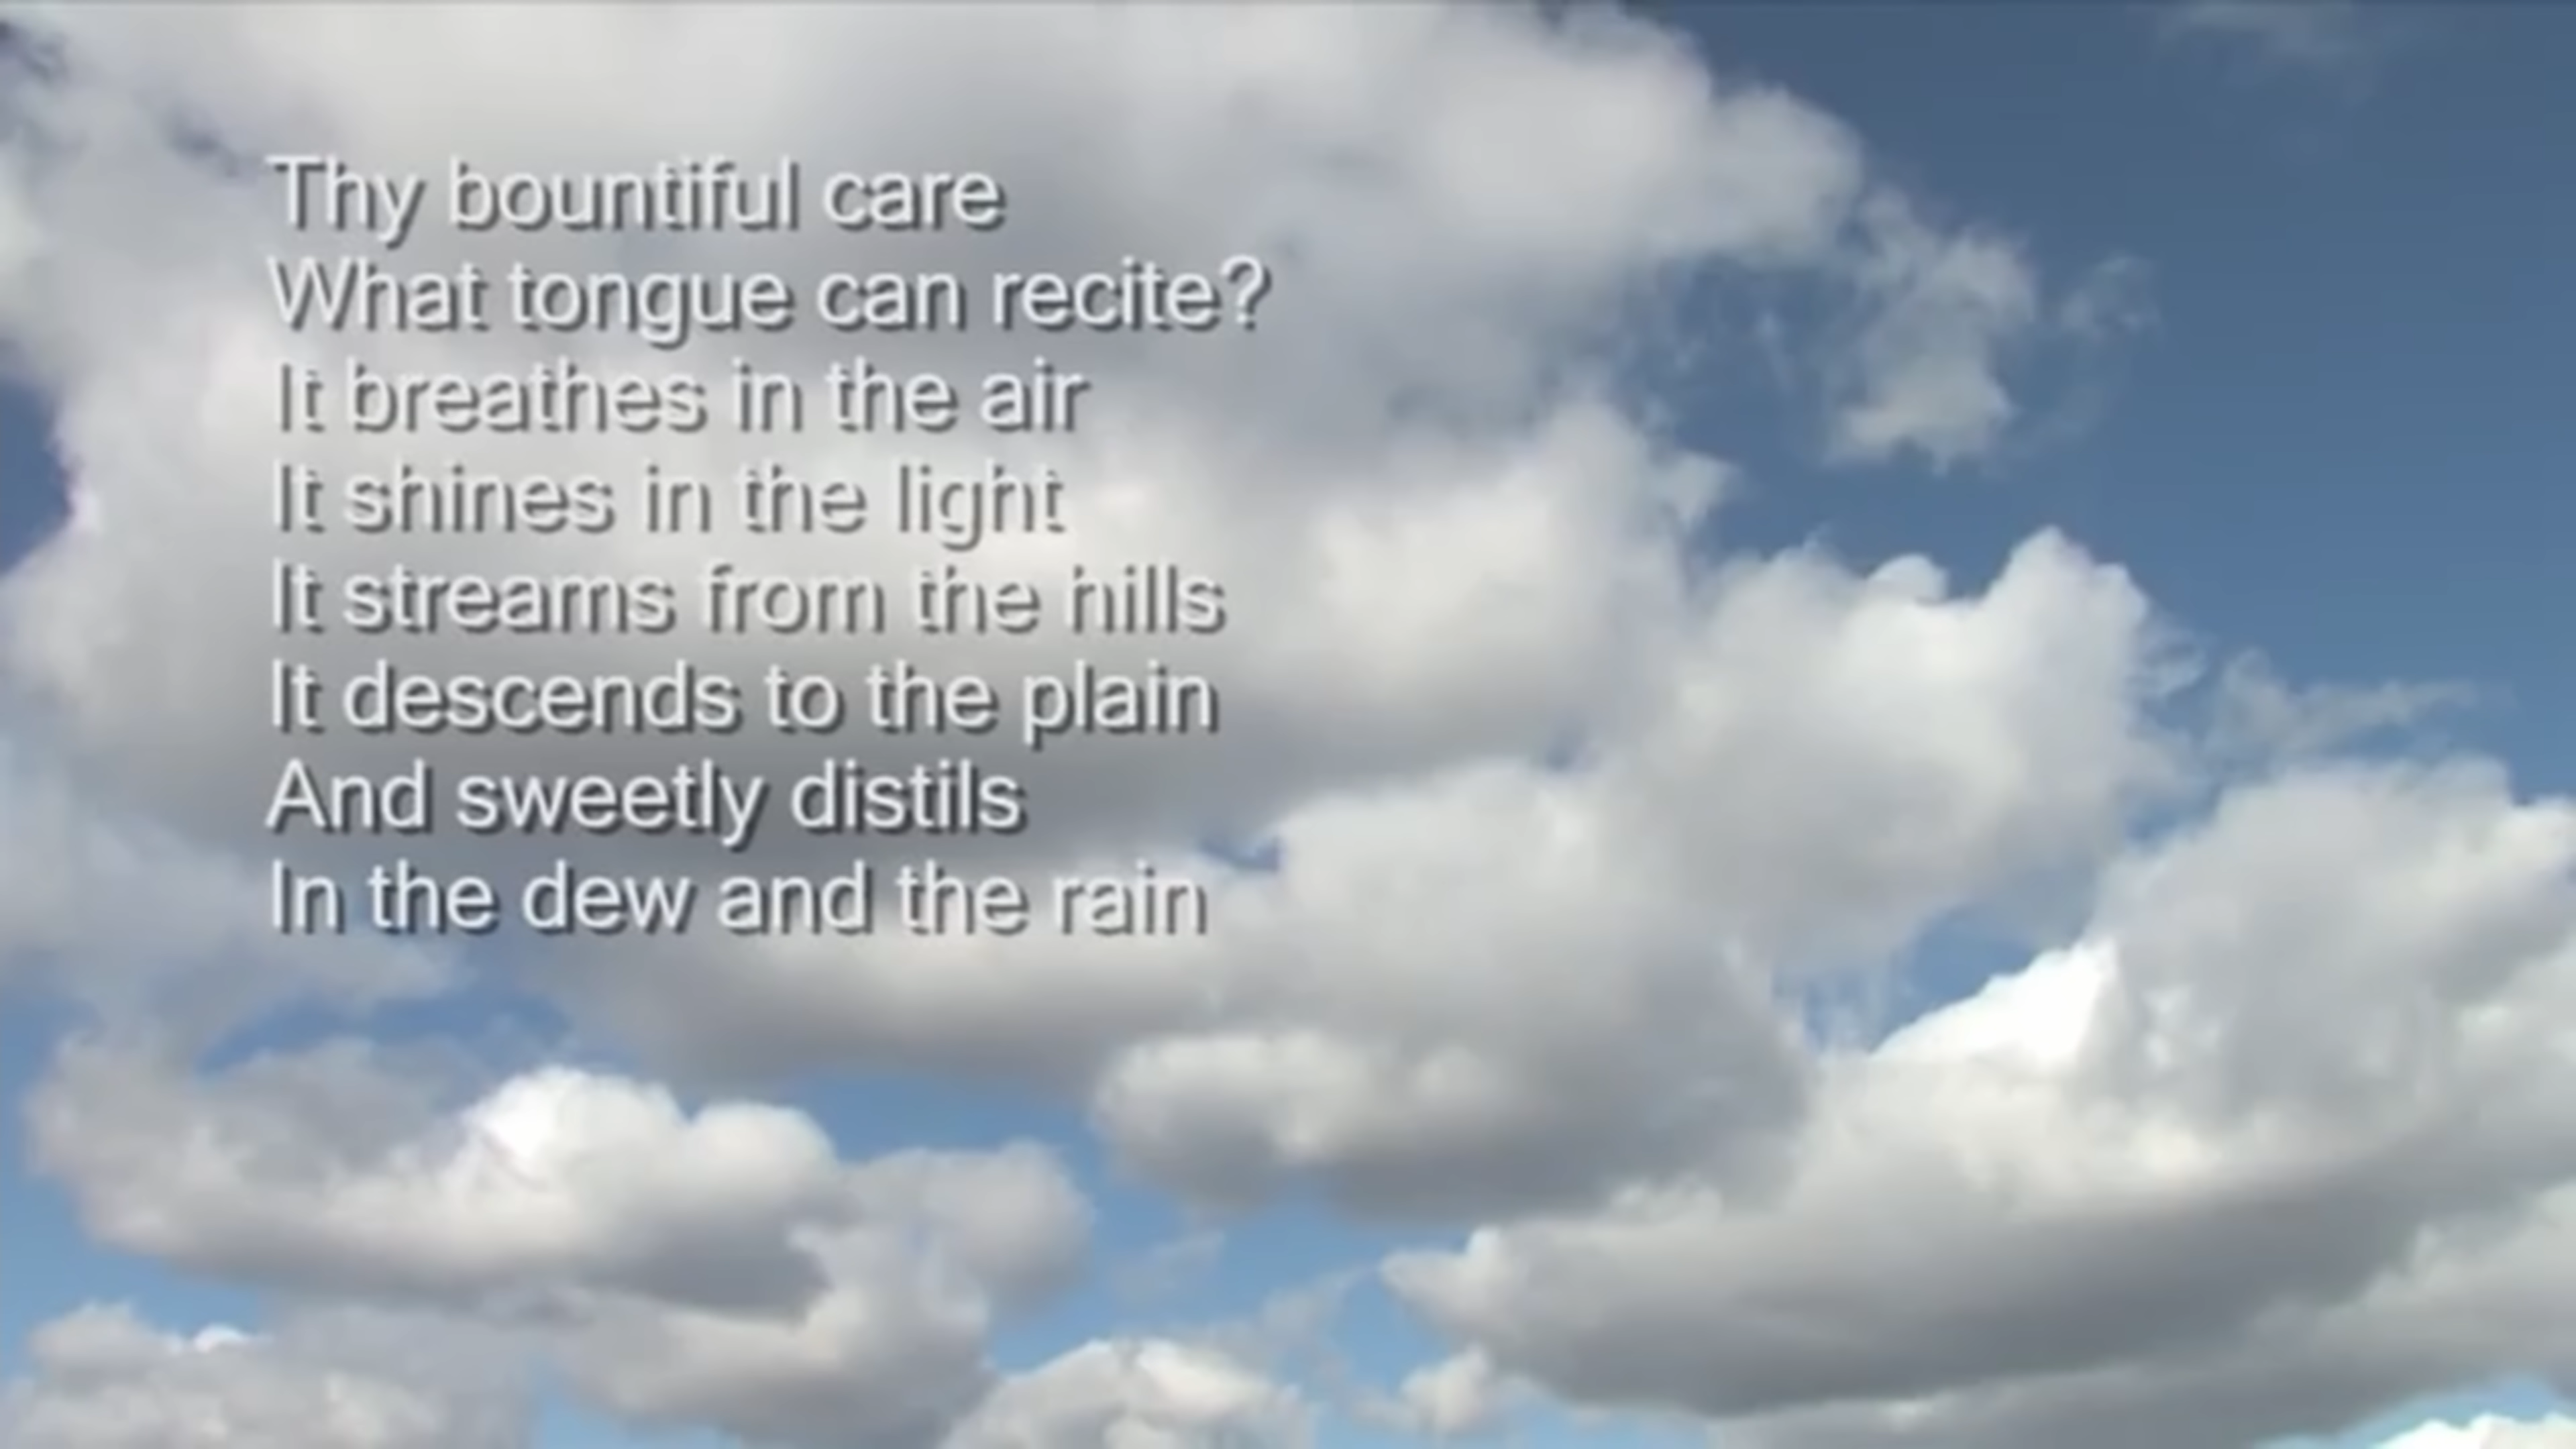 Thy bountiful care
What tongue can recite?
It breathes in the air
It shines in the light
It streams from the hills
It descends to the plain
And sweetly distils
In the dew and the rain